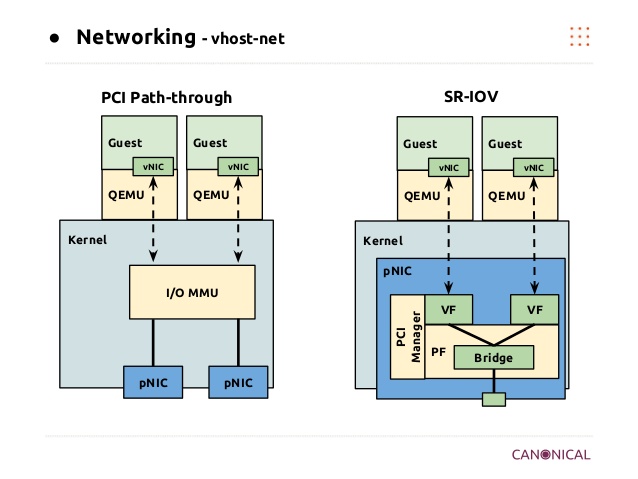 ● Networking - vhost-net
PCI Path-through
Guest
vNIC
QEMU
Guest
vNIC
QEMU
Kernel
I/O MMU
pNIC
pNIC
SR-IOV
Guest
vNIC
QEMU
Guest
vNIC
QEMU
Kernel
pNIC
VF
VF
PCI
Manager
PF
Bridge
CANONICAL